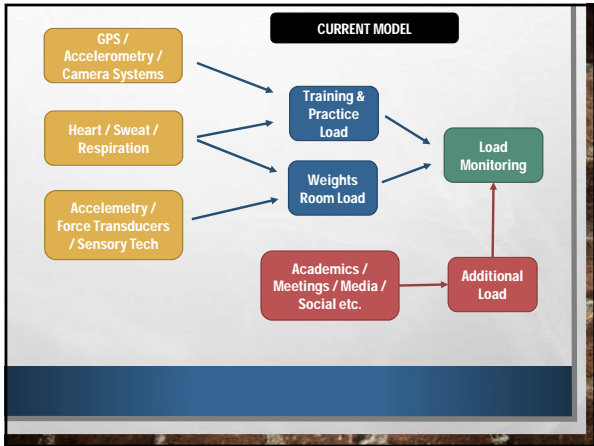 CURRENT MODEL
GPS /
Accelerometry /
Camera Systems
Training &
Practice
Load
Heart / Sweat /
Respiration
Load
Monitoring
Weights
Room Load
Accelemetry /
Force Transducers
/ Sensory Tech
Academics /
Meetings / Media /
Social etc.
Additional
Load